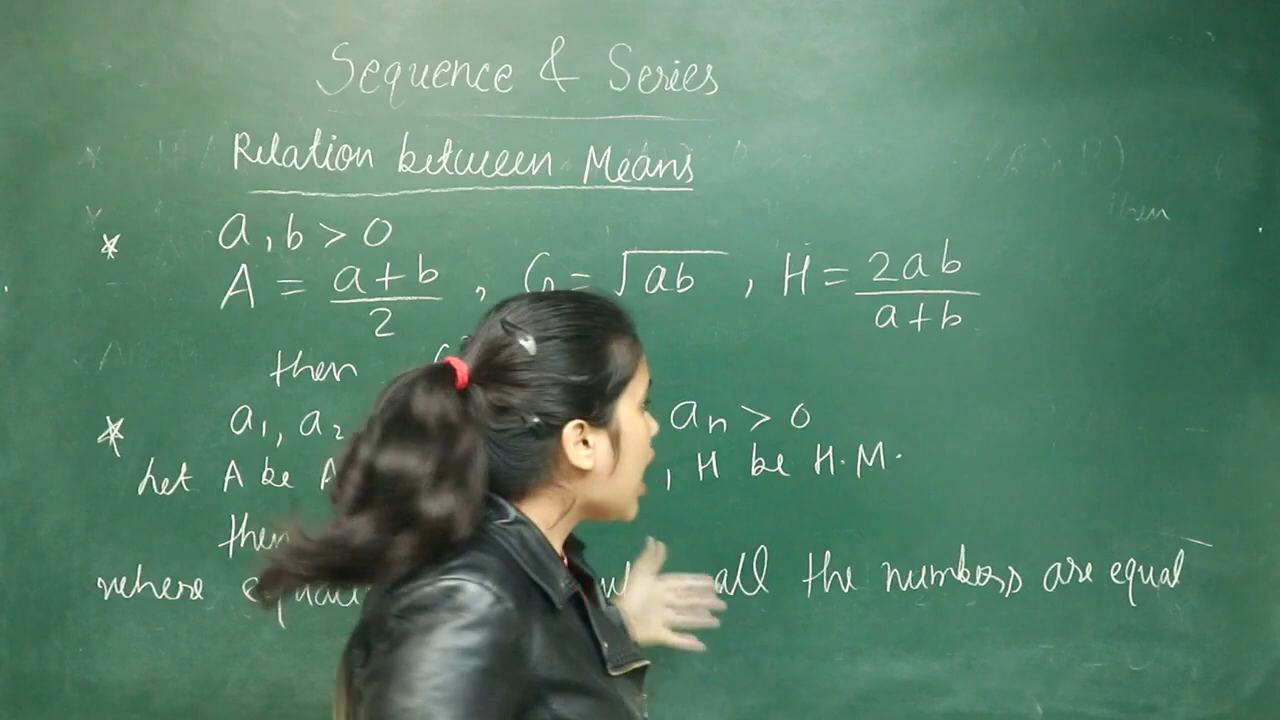 Sequence & Series
Relation between Means
* a, b > 0
A = a+b/2 , G = √ab , H = 2ab/a+b
then
* a₁, a₂ aₙ > 0
Let A be A , H be H.M.
then
where all the numbers are equal